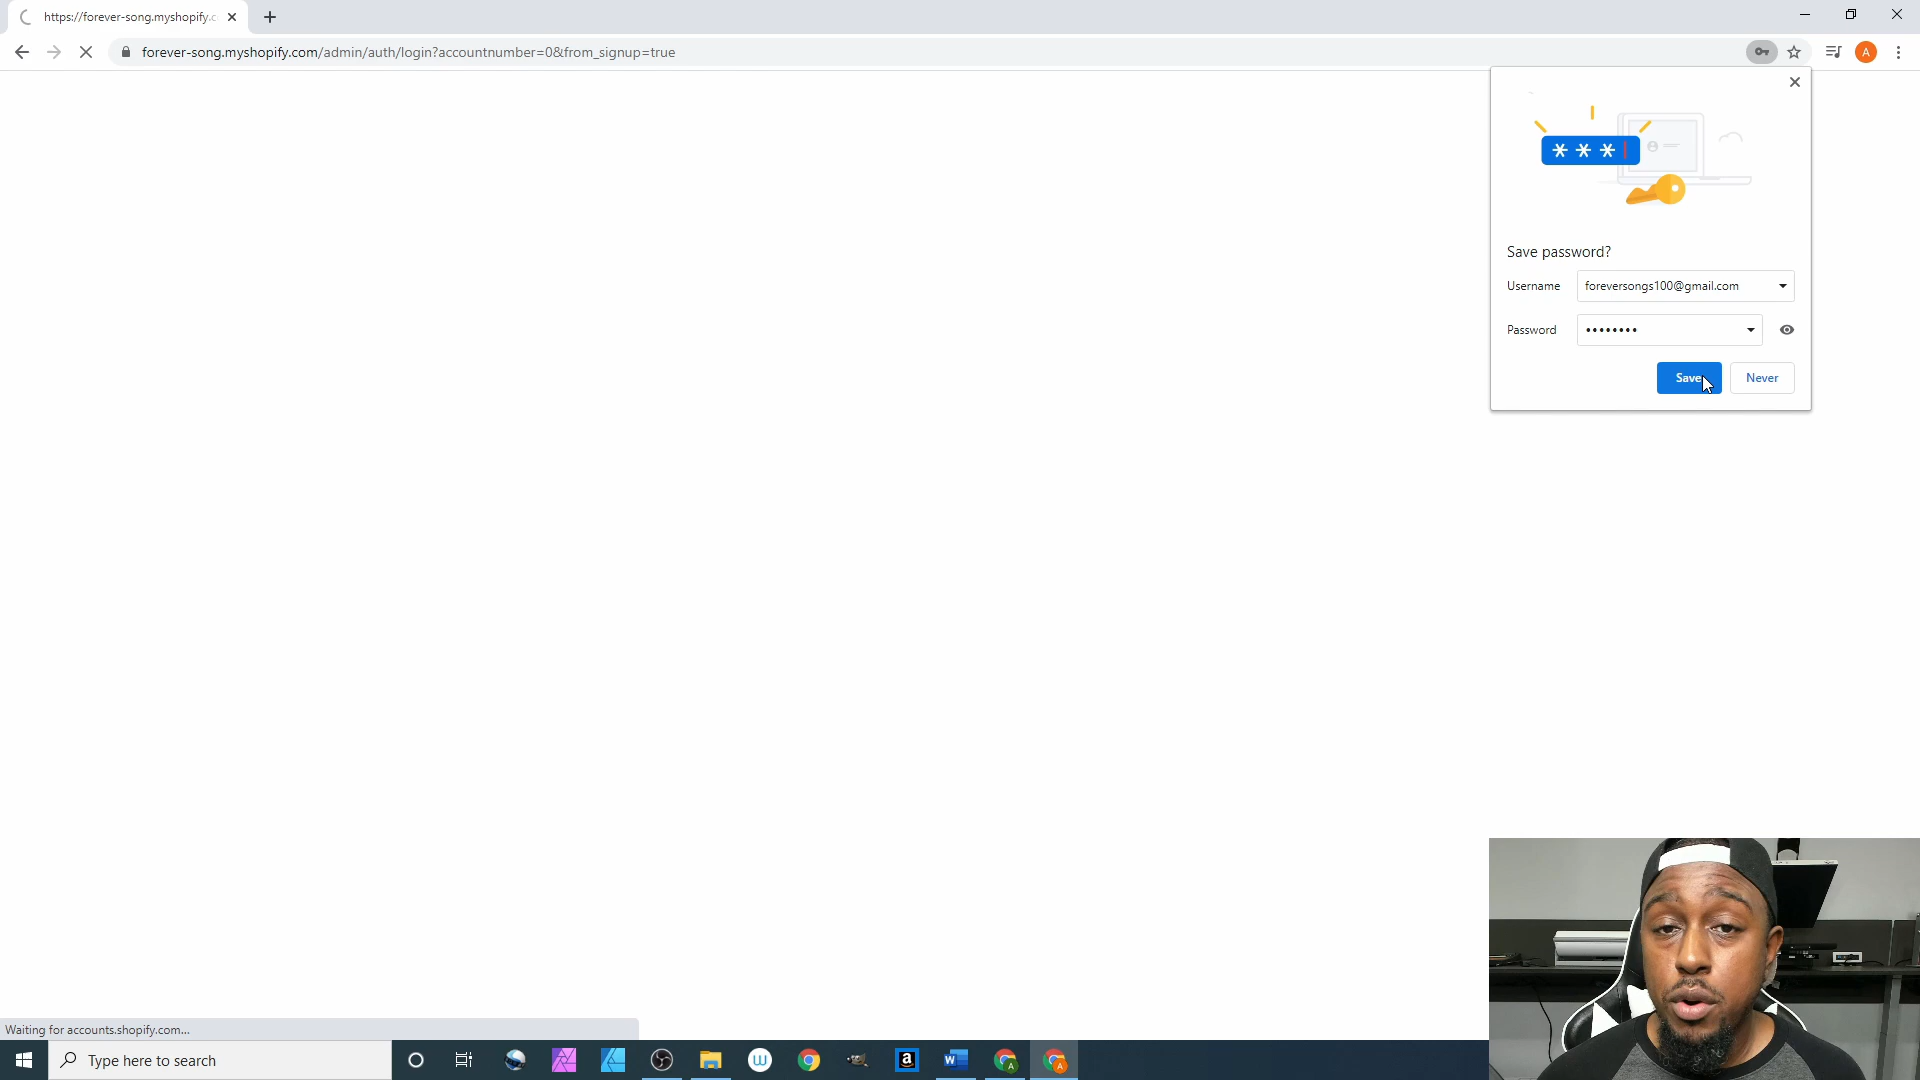 https://forever-song.myshopify.c
forever-song.myshopify.com/admin/auth/login?accountnumber=0&from_signup=true
A
***
Save password?
Username foreversongs100@gmail.com
Password ••••••••
Save Never
Waiting for accounts.shopify.com...
Type here to search